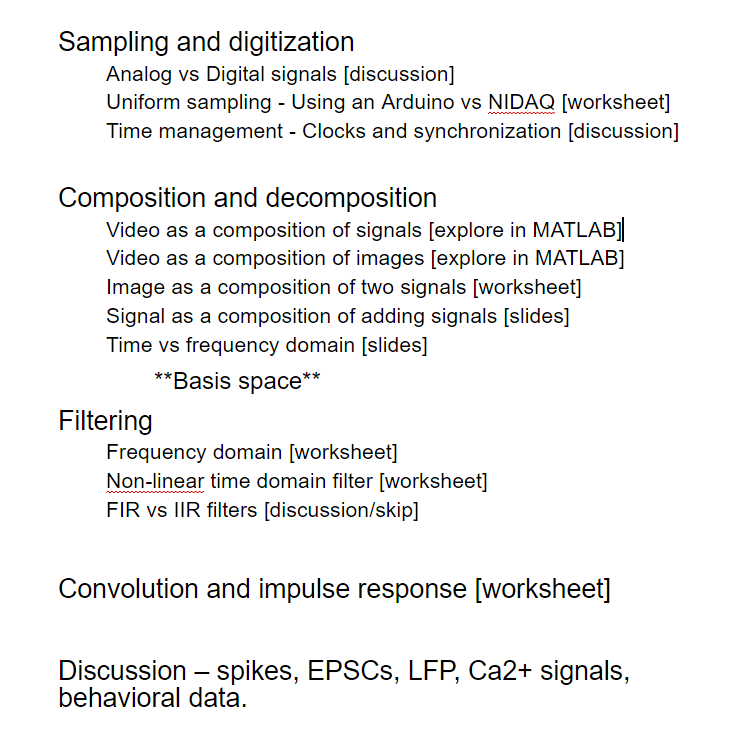 Sampling and digitization
Analog vs Digital signals [discussion]
Uniform sampling - Using an Arduino vs NIDAQ [worksheet]
Time management - Clocks and synchronization [discussion]
Composition and decomposition
Video as a composition of signals [explore in MATLAB]
Video as a composition of images [explore in MATLAB]
Image as a composition of two signals [worksheet]
Signal as a composition of adding signals [slides]
Time vs frequency domain [slides]
**Basis space**
Filtering
Frequency domain [worksheet]
Non-linear time domain filter [worksheet]
FIR vs IIR filters [discussion/skip]
Convolution and impulse response [worksheet]
Discussion – spikes, EPSCs, LFP, Ca2+ signals,
behavioral data.